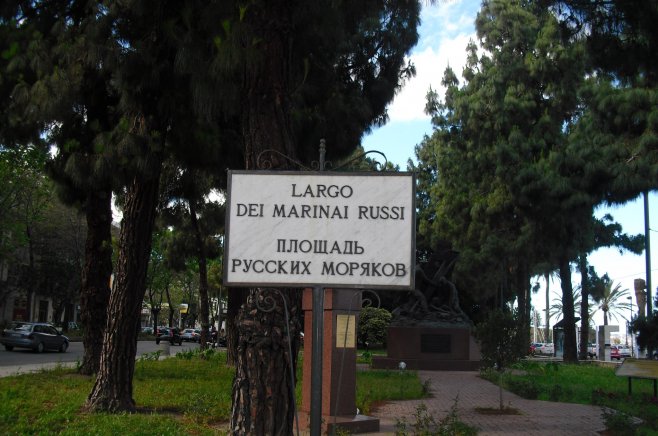 LARGO
DEI MARINAI RUSSI
ПЛОЩАДЬ
РУССКИХ МОРЯКОВ